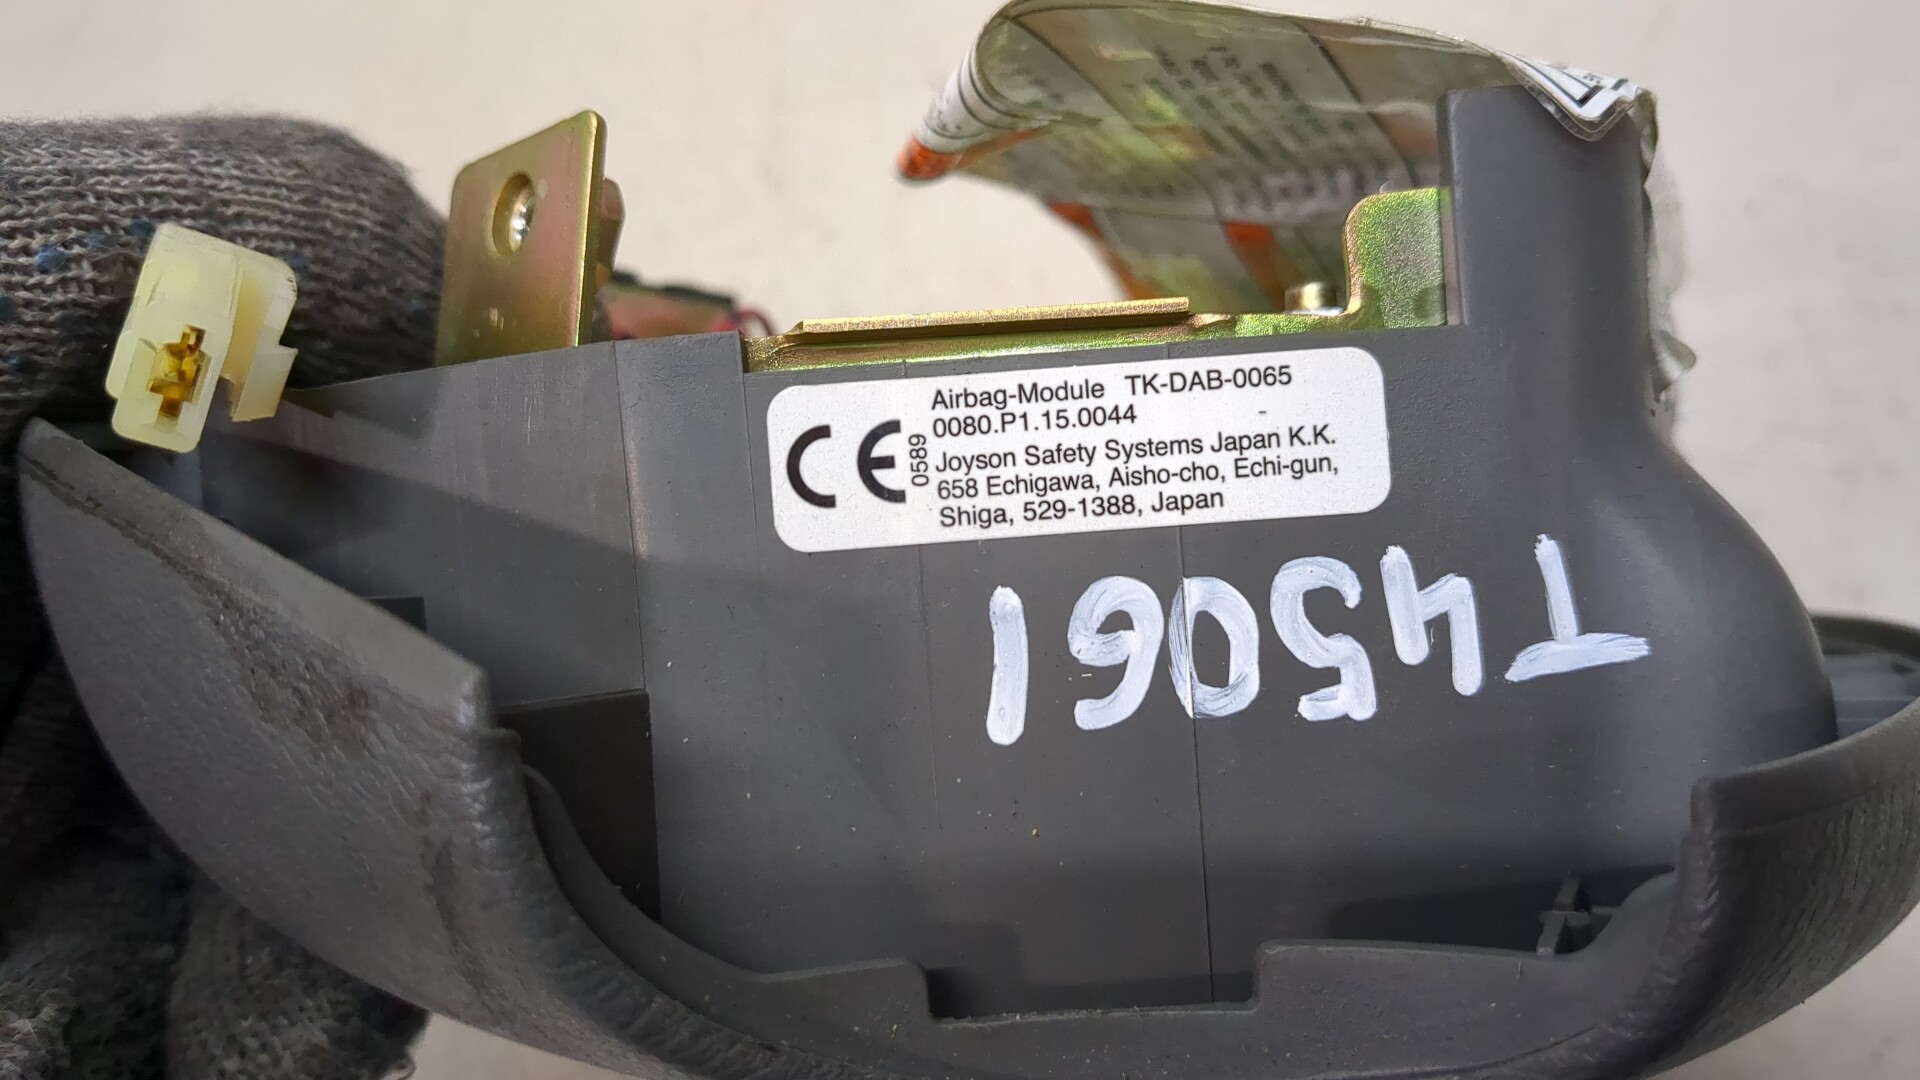 Airbag-Module TK-DAB-0065
0080.P1.15.0044
CE 0589
Joyson Safety Systems Japan K.K.
658 Echigawa, Aisho-cho, Echi-gun,
Shiga, 529-1388, Japan
T45061